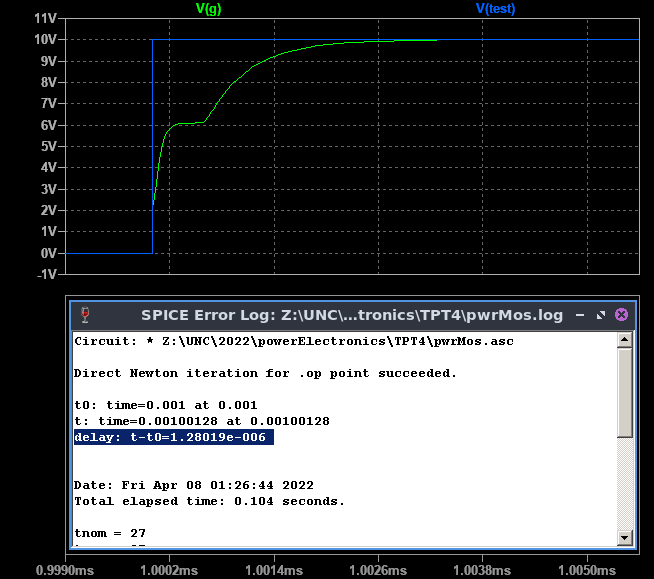 V(g) V(test)
11V
10V
9V
8V
7V
6V
5V
4V
3V
2V
1V
0V
-1V
SPICE Error Log: Z:\UNC\...tronics\TPT4\pwrMos.log
Circuit: * Z:\UNC\2022\powerElectronics\TPT4\pwrMos.asc
Direct Newton iteration for .op point succeeded.
t0: time=0.001 at 0.001
t: time=0.00100128 at 0.00100128
delay: t-t0=1.28019e-006
Date: Fri Apr 08 01:26:44 2022
Total elapsed time: 0.104 seconds.
tnom = 27
0.9990ms 1.0002ms 1.0014ms 1.0026ms 1.0038ms 1.0050ms